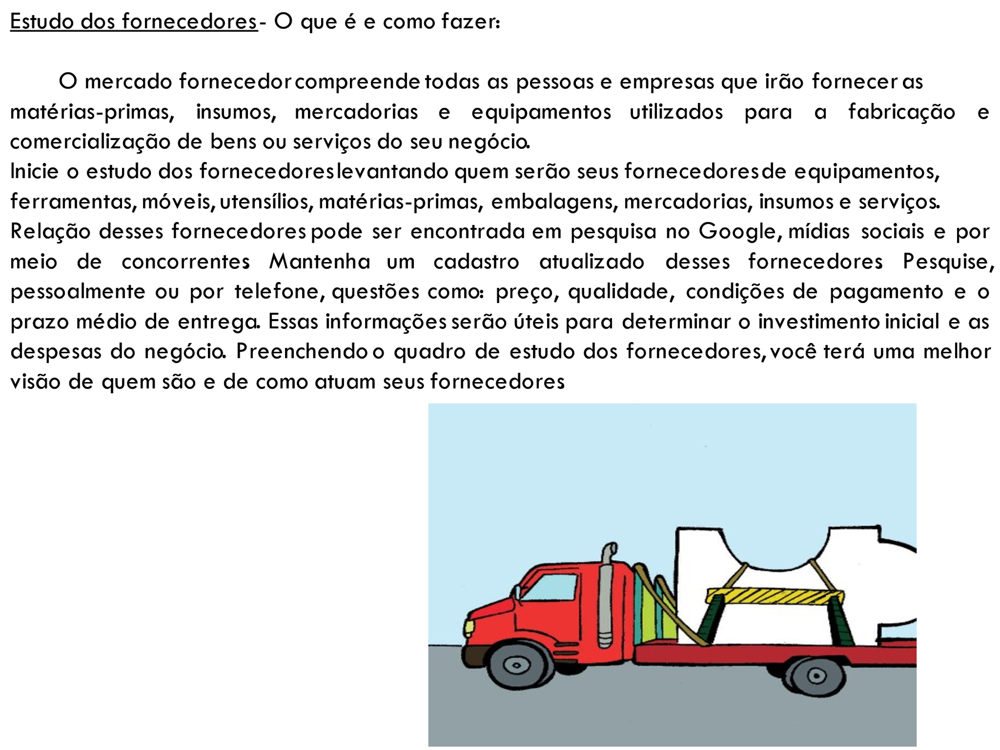 Estudo dos fornecedores- O que é e como fazer:
O mercado fornecedor compreende todas as pessoas e empresas que irão fornecer as
matérias-primas, insumos, mercadorias e equipamentos utilizados para a fabricação e
comercialização de bens ou serviços do seu negócio.
Inicie o estudo dos fornecedores levantando quem serão seus fornecedores de equipamentos,
ferramentas, móveis, utensílios, matérias-primas, embalagens, mercadorias, insumos e serviços.
Relação desses fornecedores pode ser encontrada em pesquisa no Google, mídias sociais e por
meio de concorrentes. Mantenha um cadastro atualizado desses fornecedores. Pesquise,
pessoalmente ou por telefone, questões como: preço, qualidade, condições de pagamento e o
prazo médio de entrega. Essas informações serão úteis para determinar o investimento inicial e as
despesas do negócio. Preenchendo o quadro de estudo dos fornecedores, você terá uma melhor
visão de quem são e de como atuam seus fornecedores.